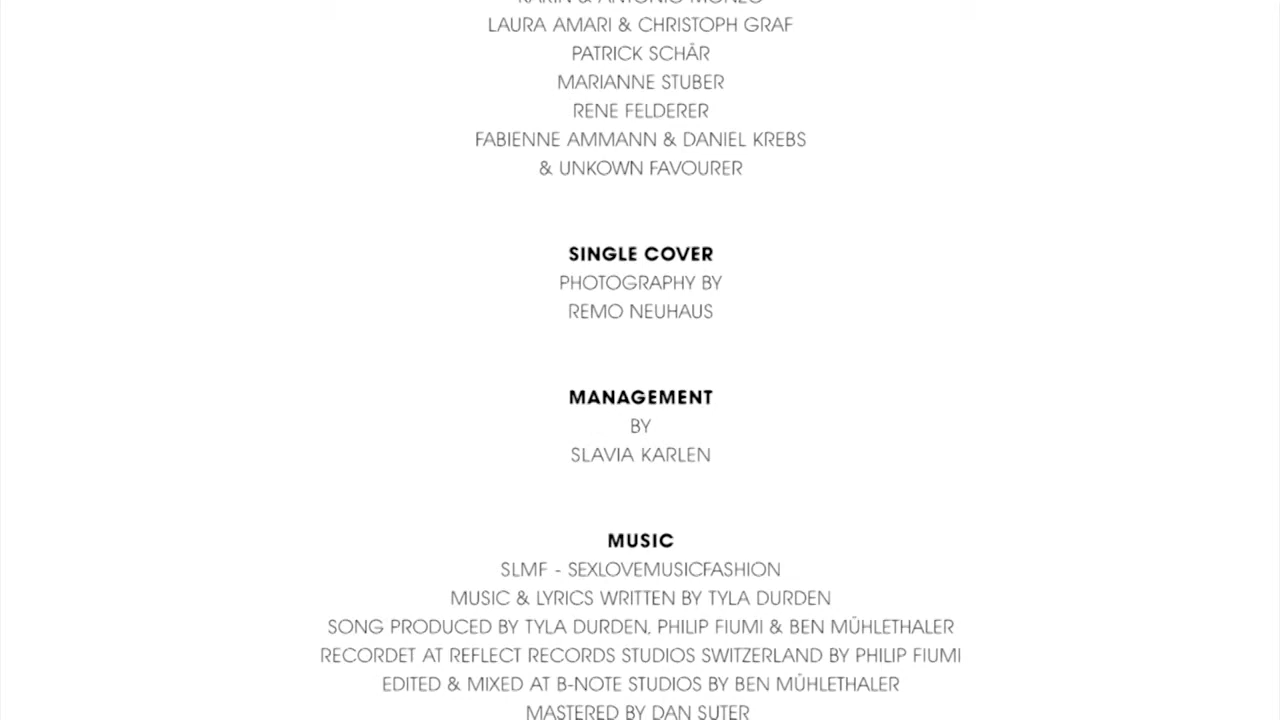 LAURA AMARI & CHRISTOPH GRAF
PATRICK SCHÄR
MARIANNE STUBER
RENE FELDERER
FABIENNE AMMANN & DANIEL KREBS
& UNKOWN FAVOURER
SINGLE COVER
PHOTOGRAPHY BY
REMO NEUHAUS
MANAGEMENT
BY
SLAVIA KARLEN
MUSIC
SLMF - SEXLOVEMUSICFASHION
MUSIC & LYRICS WRITTEN BY TYLA DURDEN
SONG PRODUCED BY TYLA DURDEN, PHILIP FIUMI & BEN MÜHLETHALER
RECORDET AT REFLECT RECORDS STUDIOS SWITZERLAND BY PHILIP FIUMI
EDITED & MIXED AT B-NOTE STUDIOS BY BEN MÜHLETHALER
MASTERED BY DAN SUTER